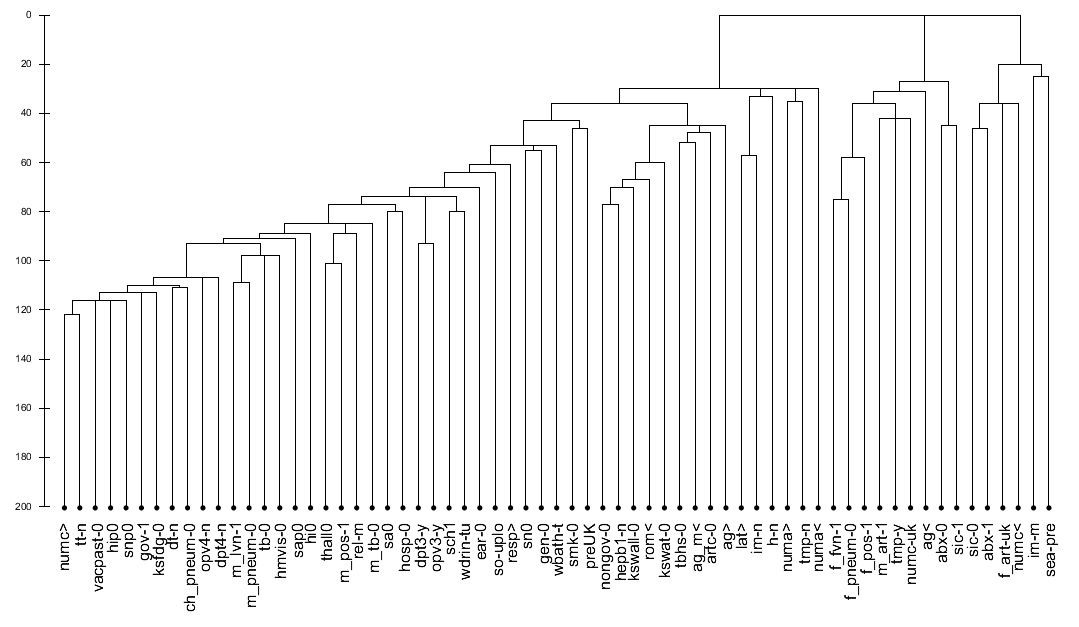 0
20
40
60
80
100
120
140
160
180
200
numc>
tt-n
vacpast-0
hip0
snp0
gov-1
ksfdg-0
dt-n
ch_pneum-0
opv4-n
dpt4-n
m_lvn-1
m_pneum-0
tb-0
hmvis-0
sap0
hil0
thall0
m_pos-1
rel-m
m_tb-0
sa0
hosp-0
dpt3-y
opv3-y
sch1
wdrin-tu
ear-0
so-uplo
resp>
sn0
gen-0
wbath-t
smk-0
preUK
nongov-0
hepb1-n
kswall-0
rom<
kswat-0
tbhs-0
ag_m<
artc-0
ag>
lat>
im-n
h-n
numa>
tmp-n
numa<
f_fvn-1
f_pneum-0
f_pos-1
m_art-1
tmp-y
numc-uk
ag<
abx-0
sic-1
sic-0
abx-1
f_art-uk
numc<
im-m
sea-pre